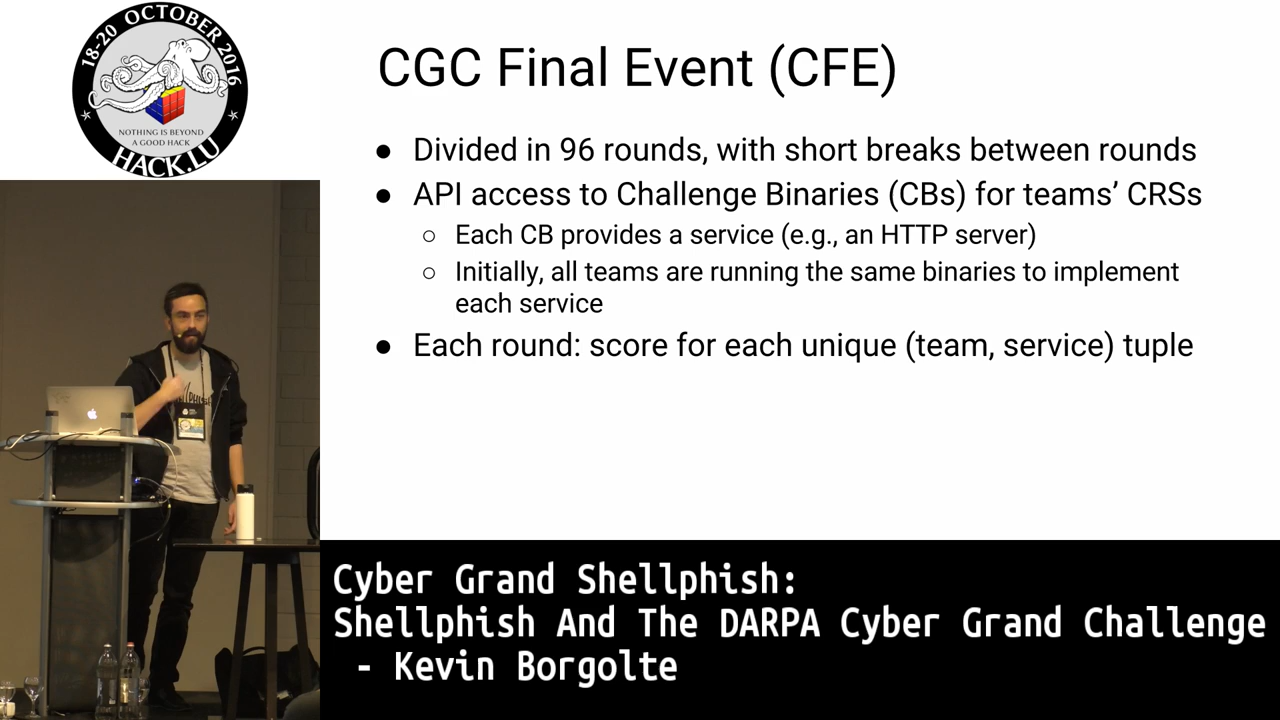 18-20 OCTOBER 2016
NOTHING IS BEYOND
A GOOD HACK
HACK.LU
CGC Final Event (CFE)
● Divided in 96 rounds, with short breaks between rounds
● API access to Challenge Binaries (CBs) for teams’ CRSs
○ Each CB provides a service (e.g., an HTTP server)
○ Initially, all teams are running the same binaries to implement
each service
● Each round: score for each unique (team, service) tuple
Cyber Grand Shellphish:
Shellphish And The DARPA Cyber Grand Challenge
- Kevin Borgolte